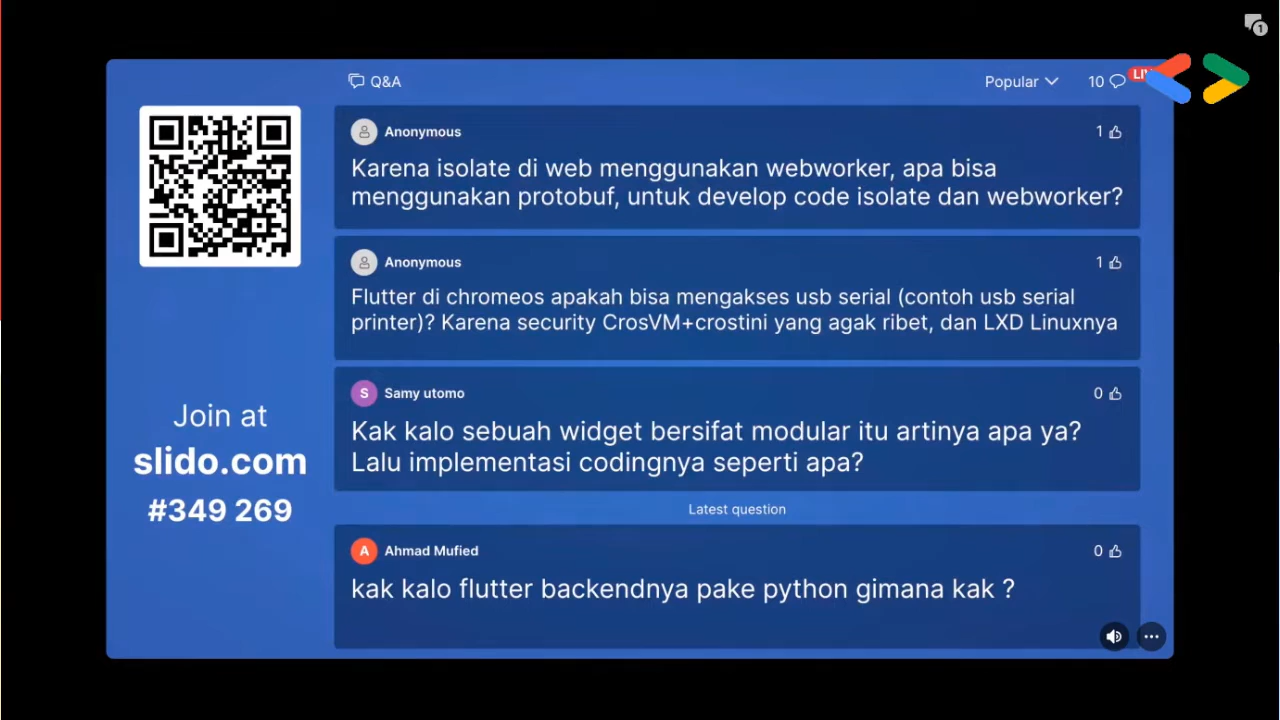 1
Q&A
Popular
10
Anonymous
1
Karena isolate di web menggunakan webworker, apa bisa
menggunakan protobuf, untuk develop code isolate dan webworker?
Anonymous
1
Flutter di chromeos apakah bisa mengakses usb serial (contoh usb serial
printer)? Karena security CrosVM+crostini yang agak ribet, dan LXD Linuxnya
Join at
slido.com
#349 269
S
Samy utomo
0
Kak kalo sebuah widget bersifat modular itu artinya apa ya?
Lalu implementasi codingnya seperti apa?
Latest question
A
Ahmad Mufied
0
kak kalo flutter backendnya pake python gimana kak ?